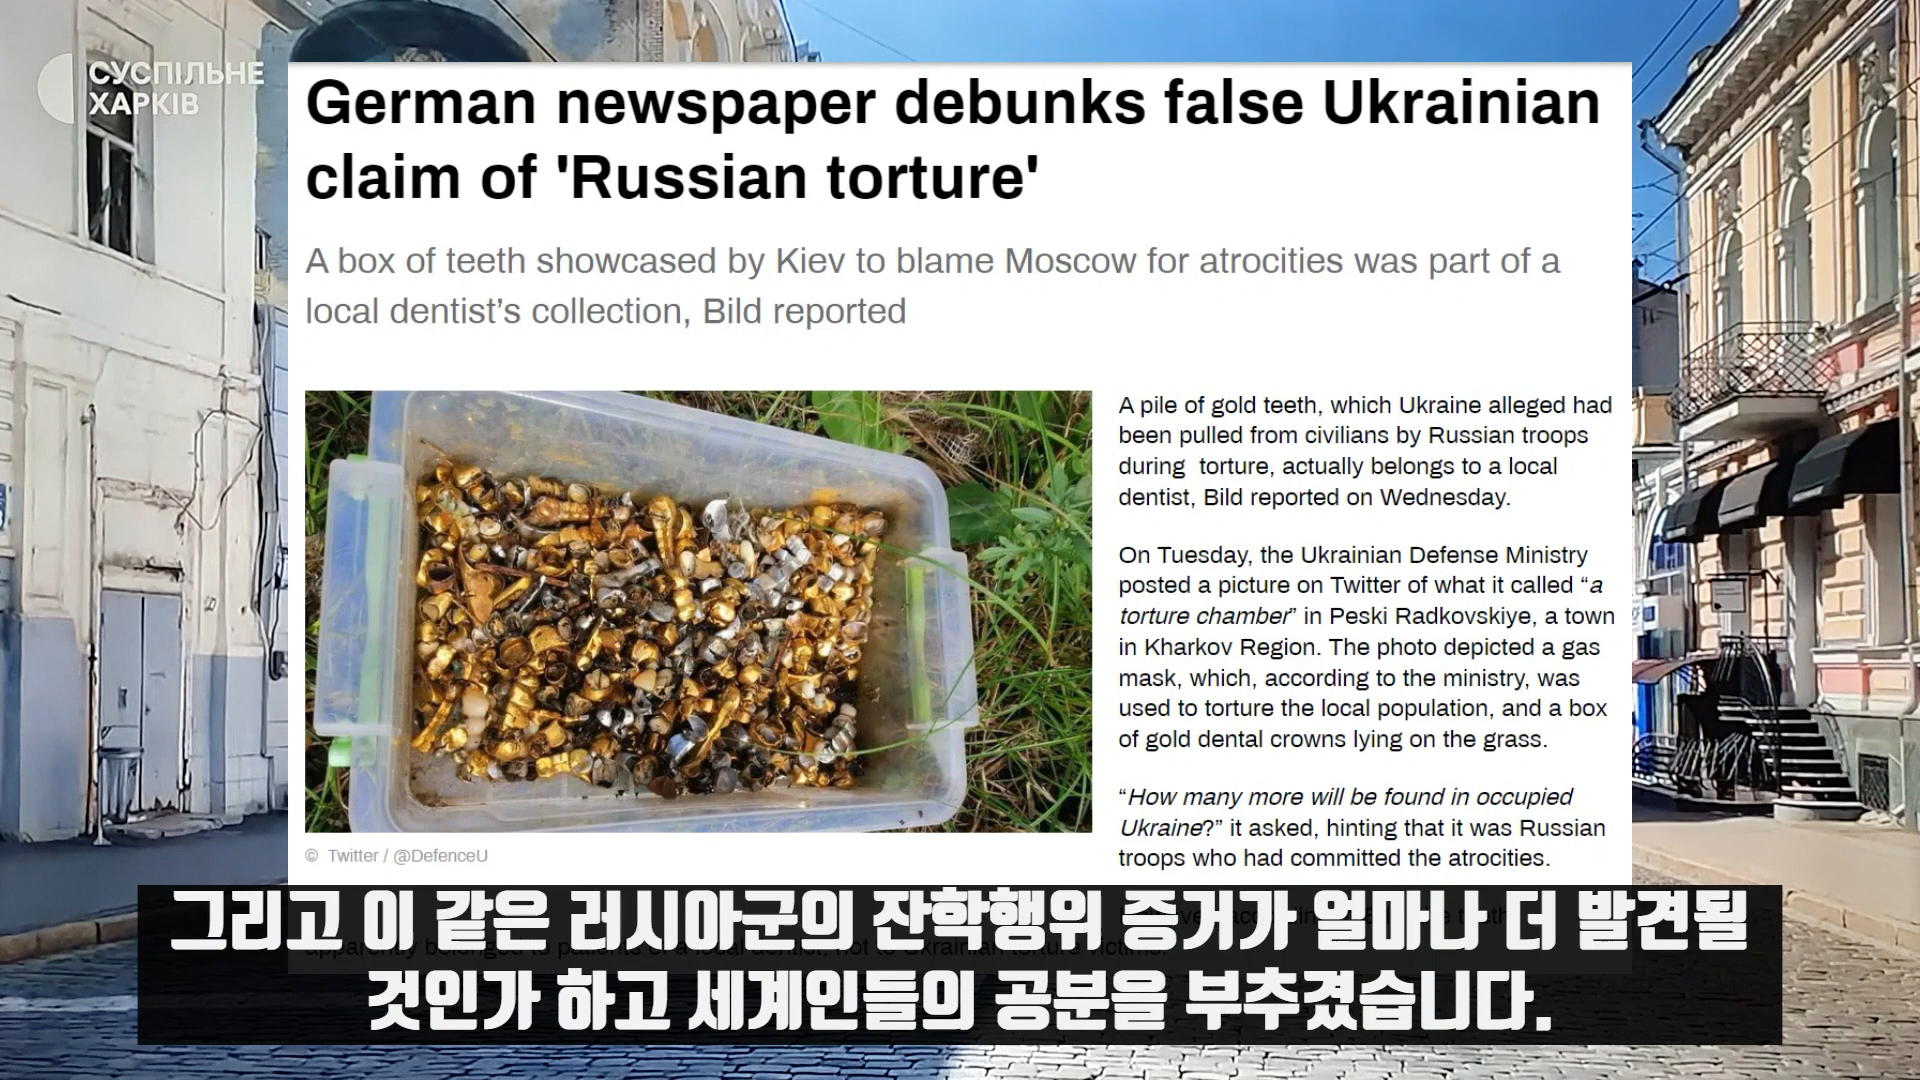 СУСПІЛЬНЕ
ХАРКІВ
German newspaper debunks false Ukrainian
claim of 'Russian torture'
A box of teeth showcased by Kiev to blame Moscow for atrocities was part of a
local dentist's collection, Bild reported
A pile of gold teeth, which Ukraine alleged had
been pulled from civilians by Russian troops
during torture, actually belongs to a local
dentist, Bild reported on Wednesday.
On Tuesday, the Ukrainian Defense Ministry
posted a picture on Twitter of what it called “a
torture chamber” in Peski Radkovskiye, a town
in Kharkov Region. The photo depicted a gas
mask, which, according to the ministry, was
used to torture the local population, and a box
of gold dental crowns lying on the grass.
“How many more will be found in occupied
Ukraine?” it asked, hinting that it was Russian
troops who had committed the atrocities.
© Twitter / @DefenceU
그리고 이 같은 러시아군의 잔학행위 증거가 얼마나 더 발견될
것인가 하고 세계인들의 공분을 부추겼습니다.